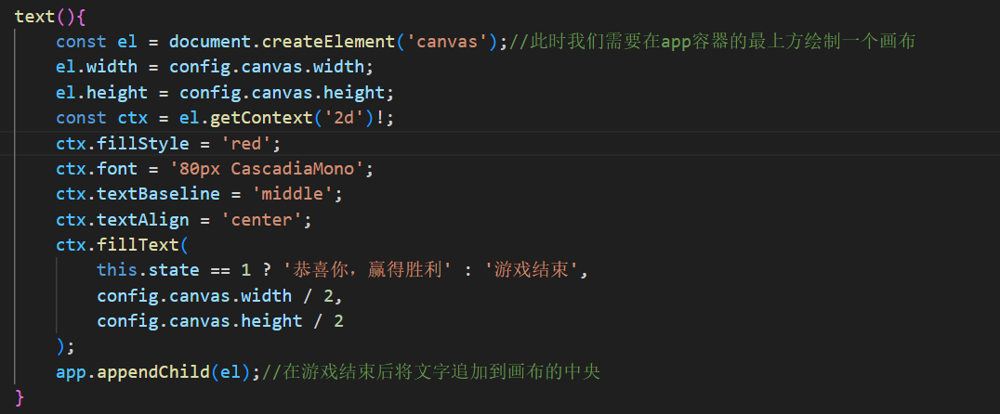 text(){
const el = document.createElement('canvas');//此时我们需要在app容器的最上方绘制一个画布
el.width = config.canvas.width;
el.height = config.canvas.height;
const ctx = el.getContext('2d')!;
ctx.fillStyle = 'red';
ctx.font = '80px CascadiaMono';
ctx.textBaseline = 'middle';
ctx.textAlign = 'center';
ctx.fillText(
this.state == 1 ? '恭喜你，赢得胜利' : '游戏结束',
config.canvas.width / 2,
config.canvas.height / 2
);
app.appendChild(el);//在游戏结束后将文字追加到画布的中央
}